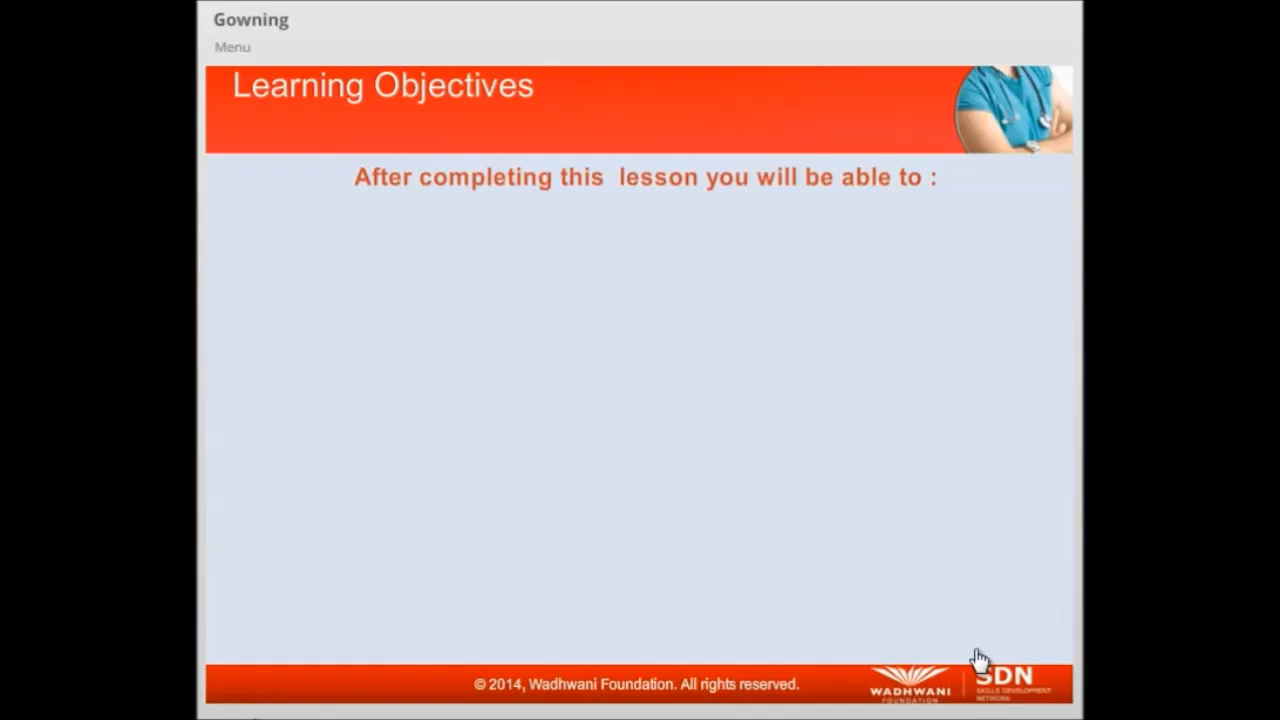 Gowning
Menu
Learning Objectives
After completing this lesson you will be able to :
© 2014, Wadhwani Foundation. All rights reserved.
WADHWANI
FOUNDATION
SDN
SKILLS DEVELOPMENT
NETWORK